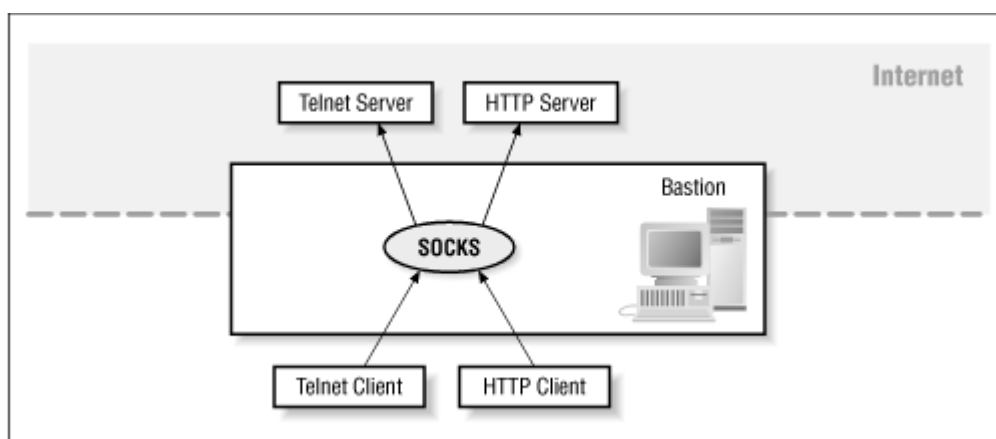 Internet
Telnet Server
HTTP Server
Bastion
SOCKS
Telnet Client
HTTP Client